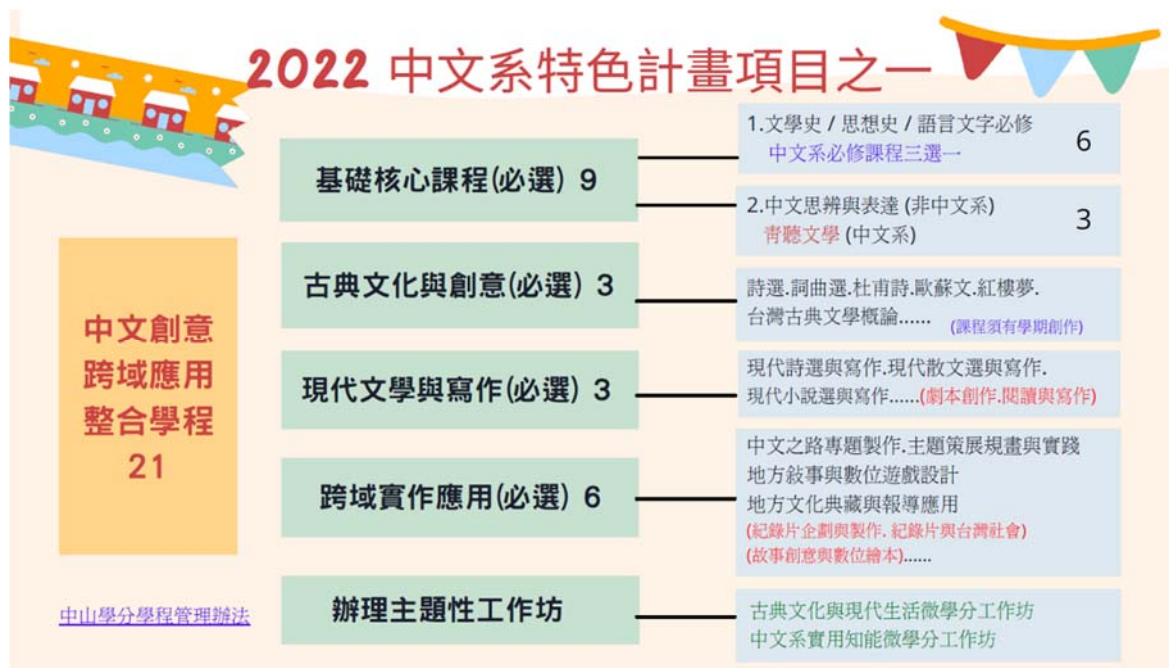 2022 中文系特色計畫項目之一
中文創意
跨域應用
整合學程
21
中山學分學程管理辦法
基礎核心課程(必選) 9
1.文學史 / 思想史 / 語言文字必修
中文系必修課程三選一
6
2.中文思辨與表達 (非中文系)
青聽文學 (中文系)
3
古典文化與創意(必選) 3
詩選.詞曲選.杜甫詩.歐蘇文.紅樓夢.
台灣古典文學概論......
(課程須有學期創作)
現代文學與寫作(必選) 3
現代詩選與寫作.現代散文選與寫作.
現代小說選與寫作......(劇本創作.閱讀與寫作)
跨域實作應用(必選) 6
中文之路專題製作.主題策展規畫與實踐
地方敘事與數位遊戲設計
地方文化典藏與報導應用
(紀錄片企劃與製作. 紀錄片與台灣社會)
(故事創意與數位繪本)......
辦理主題性工作坊
古典文化與現代生活微學分工作坊
中文系實用知能微學分工作坊